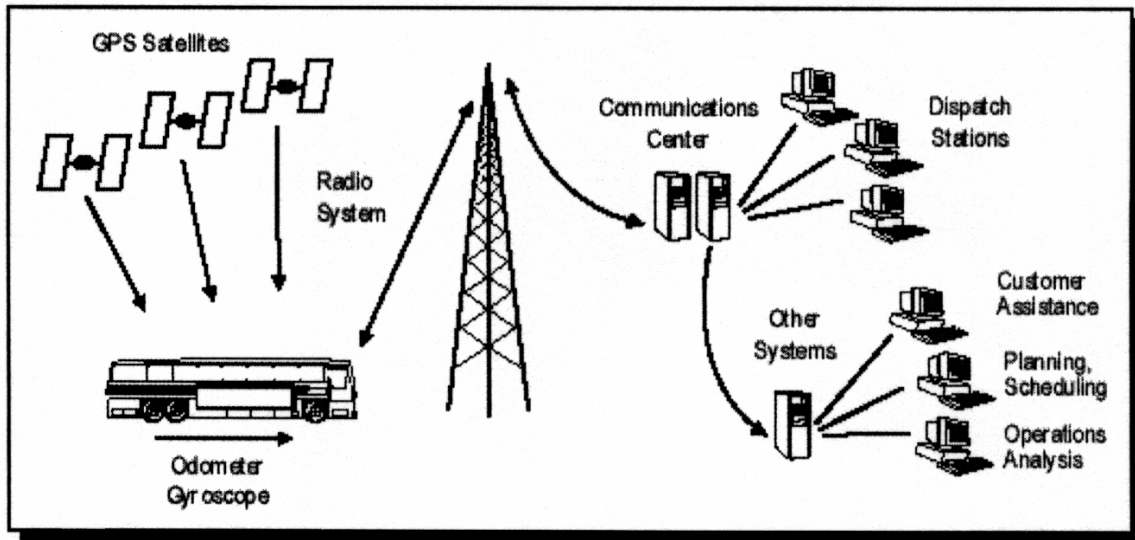 GPS Satellites
Radio
System
Odometer
Gyroscope
Communications
Center
Dispatch
Stations
Other
Systems
Customer
Assistance
Planning,
Scheduling
Operations
Analysis